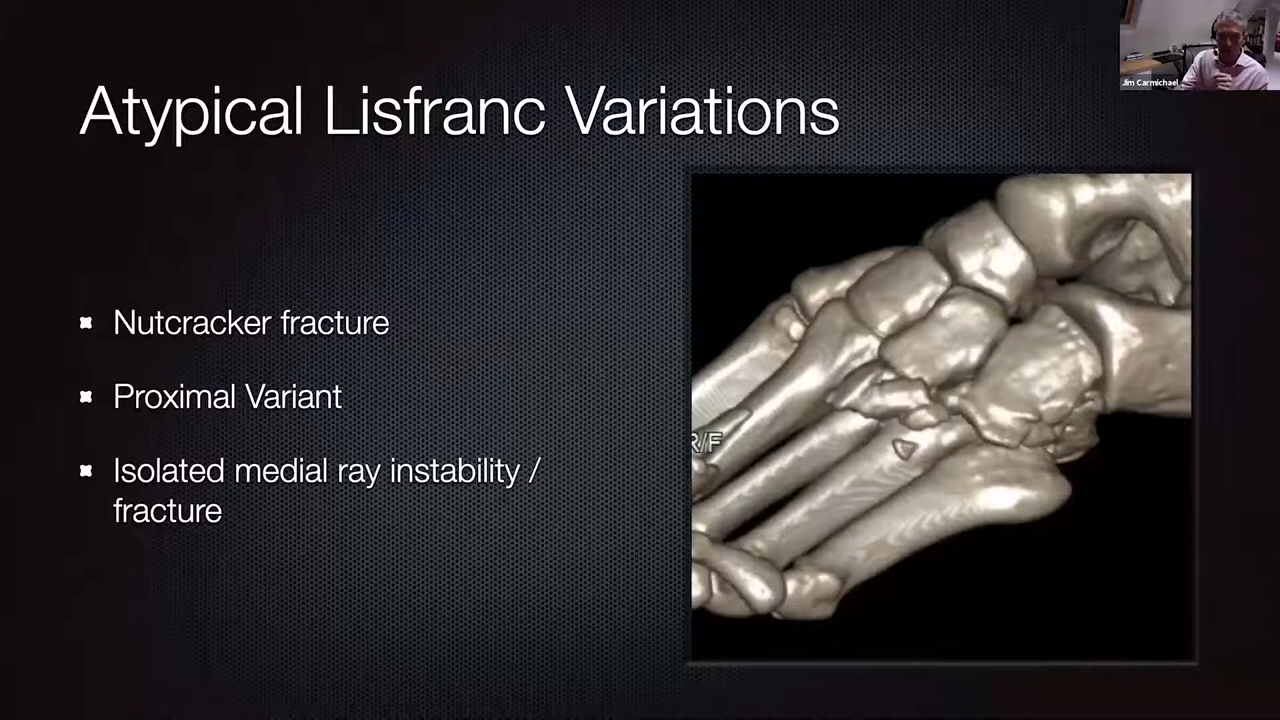 Jim Carmichael
Atypical Lisfranc Variations
Nutcracker fracture
Proximal Variant
Isolated medial ray instability /
fracture
R/F